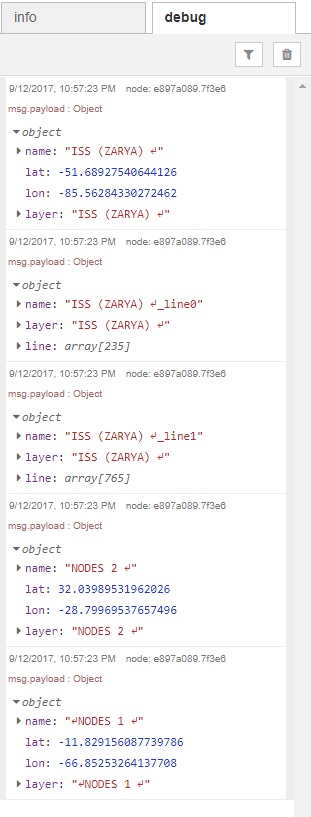 info debug
9/12/2017, 10:57:23 PM node: e897a089.7f3e6
msg.payload : Object
object
name: "ISS (ZARYA) ↵"
lat: -51.68927540644126
lon: -85.56284330272462
layer: "ISS (ZARYA) ↵"
9/12/2017, 10:57:23 PM node: e897a089.7f3e6
msg.payload : Object
object
name: "ISS (ZARYA) ↵_line0"
layer: "ISS (ZARYA) ↵"
line: array[235]
9/12/2017, 10:57:23 PM node: e897a089.7f3e6
msg.payload : Object
object
name: "ISS (ZARYA) ↵_line1"
layer: "ISS (ZARYA) ↵"
line: array[765]
9/12/2017, 10:57:23 PM node: e897a089.7f3e6
msg.payload : Object
object
name: "NODES 2 ↵"
lat: 32.03989531962026
lon: -28.79969537657496
layer: "NODES 2 ↵"
9/12/2017, 10:57:23 PM node: e897a089.7f3e6
msg.payload : Object
object
name: "↵NODES 1 ↵"
lat: -11.829156087739786
lon: -66.85253264137708
layer: "↵NODES 1 ↵"